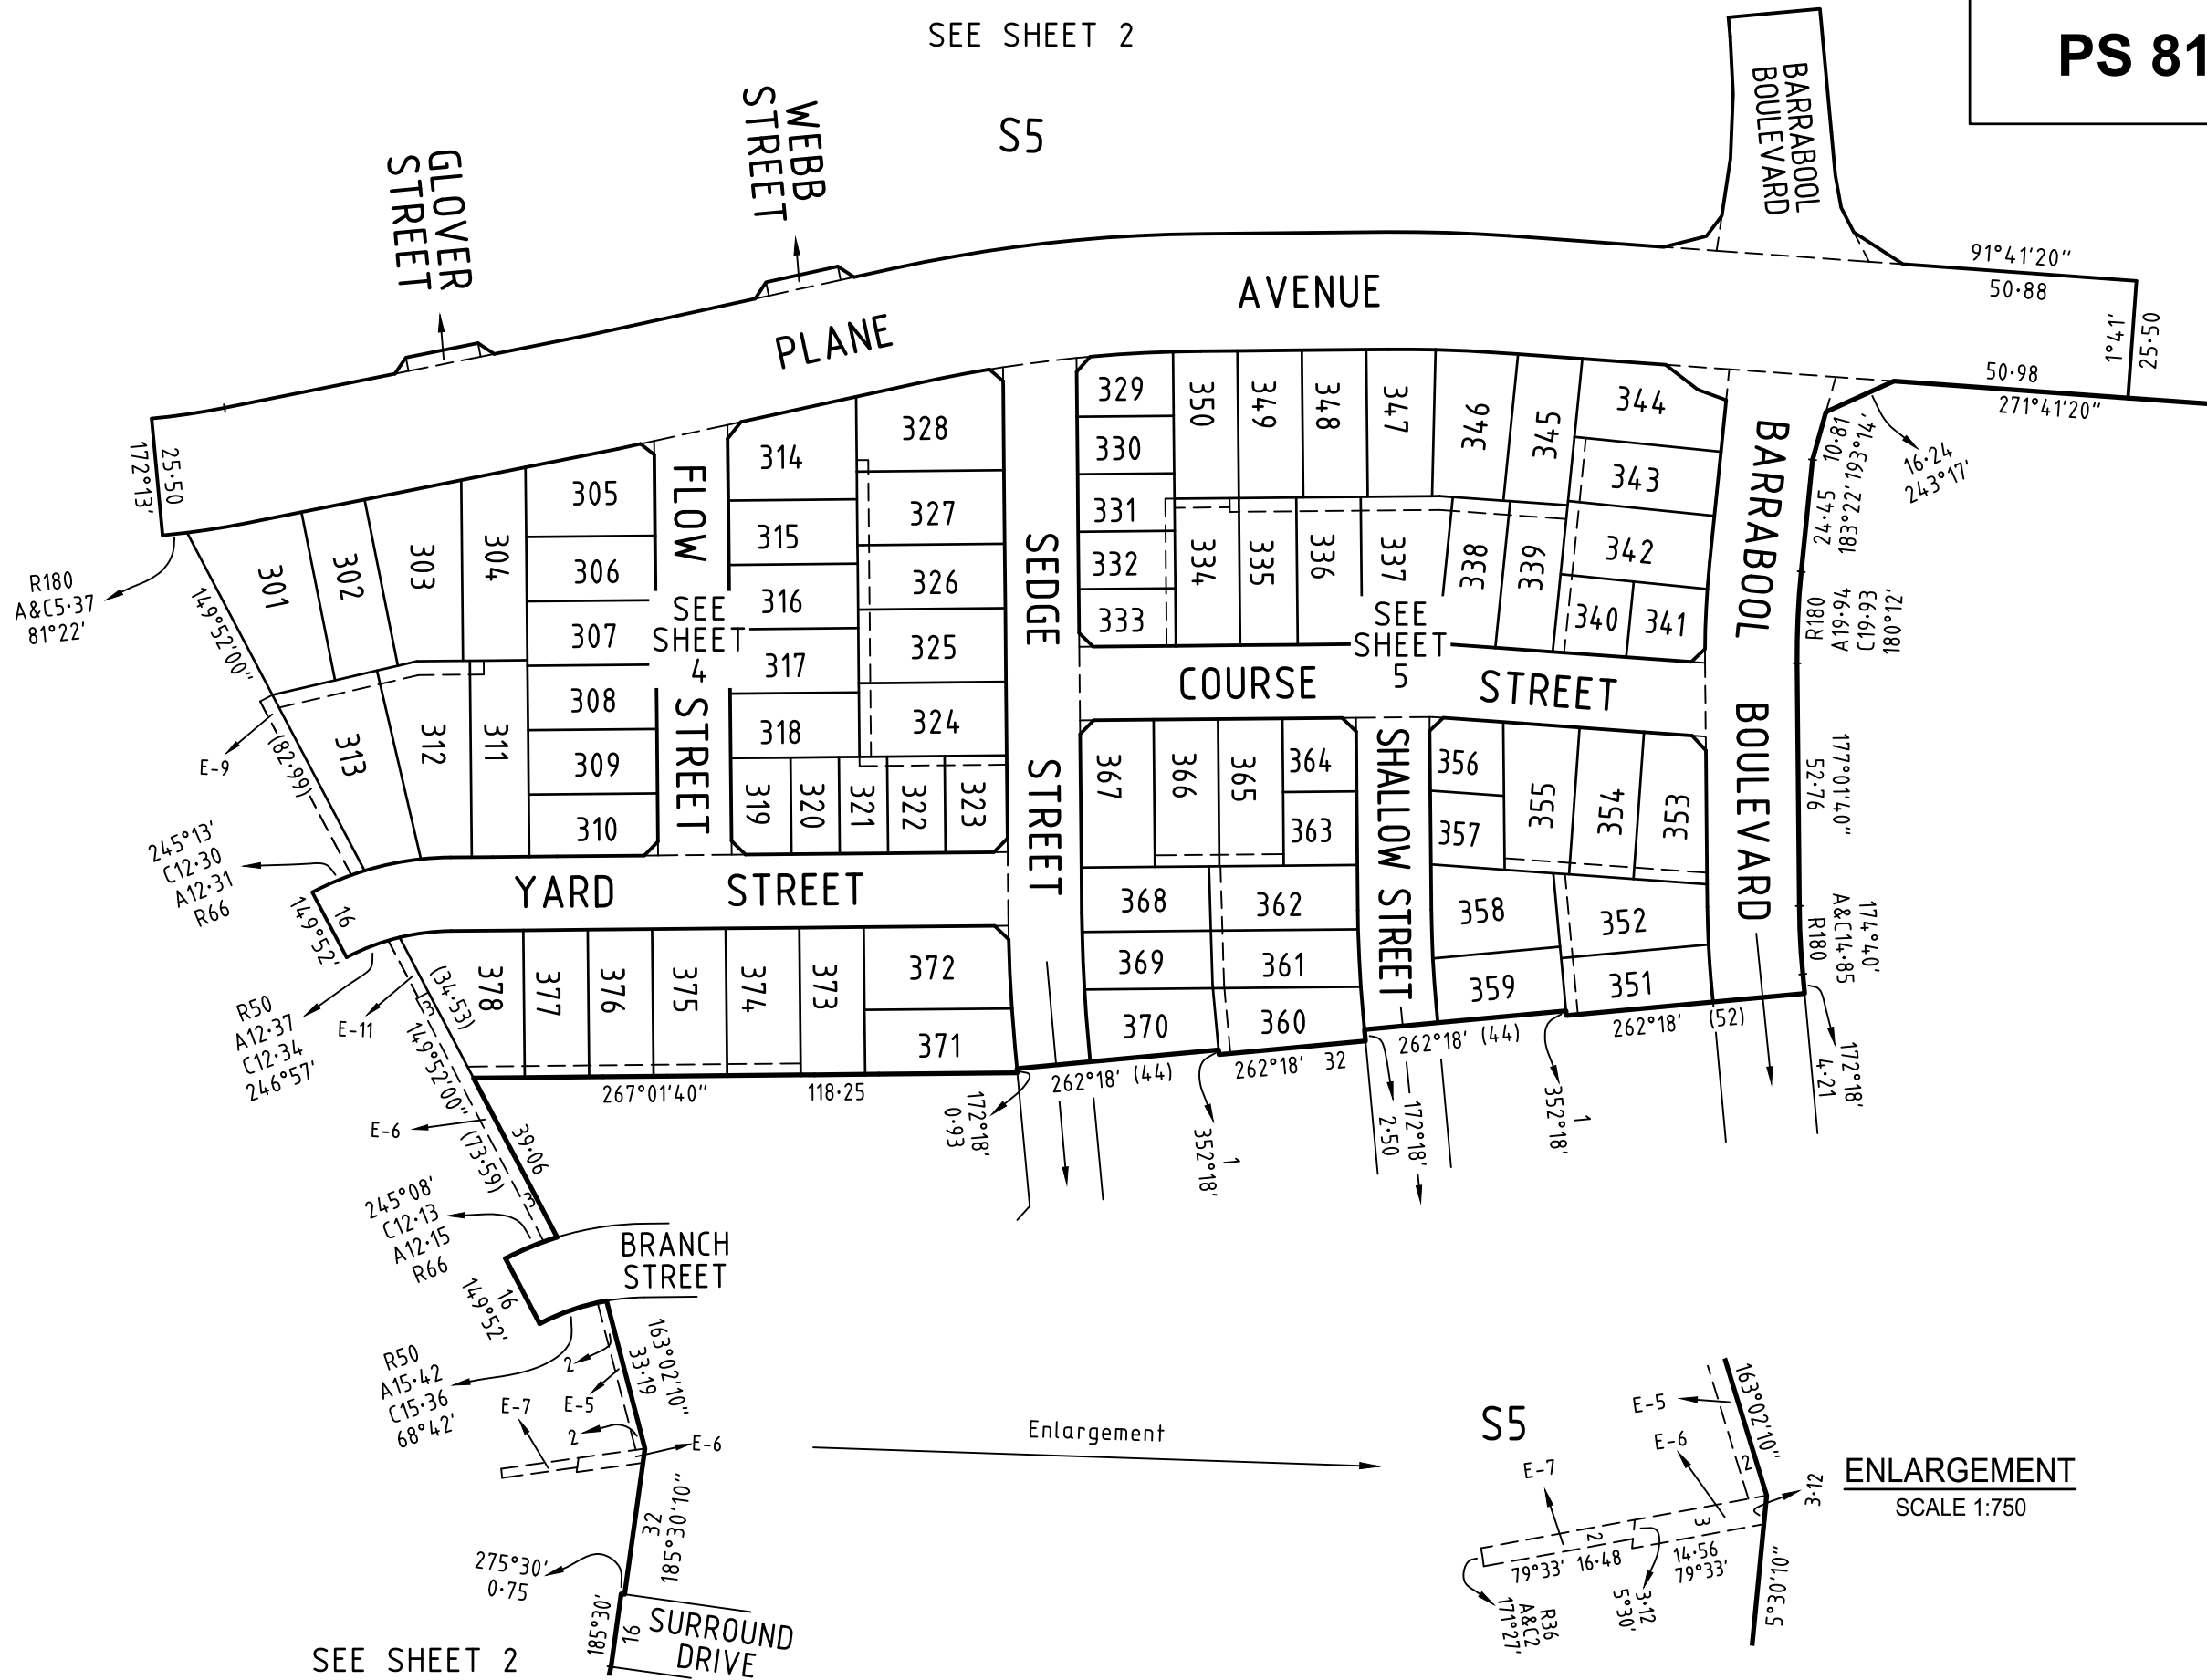 SEE SHEET 2
PS 81
S5
BARRABOOL
BOULEVARD
WEBB
STREET
GLOVER
STREET
PLANE
AVENUE
91°41'20"
50·88
1°41'
25·50
50·98
271°41'20"
16·24
243°17'
10·81
193°14'
24·45
183°22'
R180
A19·94
C19·93
180°12'
177°01'40"
52·76
174°40'
A&C14·85
R180
172°18'
4·21
172°13'
25·50
R180
A&C5·37
81°22'
149°52'00"
(82·99)
E-9
301
302
303
304
305
306
307
308
309
310
311
312
313
FLOW
SEE
SHEET
4
STREET
314
315
316
317
318
319
320
321
322
323
324
325
326
327
328
SEDGE
STREET
329
330
331
332
333
334
335
336
337
338
339
340
341
342
343
344
345
346
347
348
349
350
SEE
SHEET
5
COURSE
STREET
BARRABOOL
BOULEVARD
SHALLOW STREET
351
352
353
354
355
356
357
358
359
360
361
362
363
364
365
366
367
368
369
370
245°13'
C12·30
A12·31
R66
149°52'
16
YARD
STREET
371
372
373
374
375
376
377
378
R50
A12·37
C12·34
246°57'
E-11
3
(34·53)
149°52'00"
(73·59)
39·06
3
E-6
267°01'40"
118·25
172°18'
0·93
262°18' (44)
1
352°18'
262°18' 32
2·50
172°18'
262°18' (44)
1
352°18'
262°18' (52)
245°08'
C12·13
A12·15
R66
149°52'
16
BRANCH
STREET
R50
A15·42
C15·36
68°42'
2
E-5
E-7
2
163°02'10"
33·19
E-6
32
185°30'10"
275°30'
0·75
185°30'
16
SURROUND
DRIVE
SEE SHEET 2
Enlargement
S5
E-5
163°02'10"
E-6
2
E-7
3·12
2
3
79°33' 16·48
14·56
79°33'
3·12
5°30'
R36
A&C2
171°27'
5°30'10"
ENLARGEMENT
SCALE 1:750